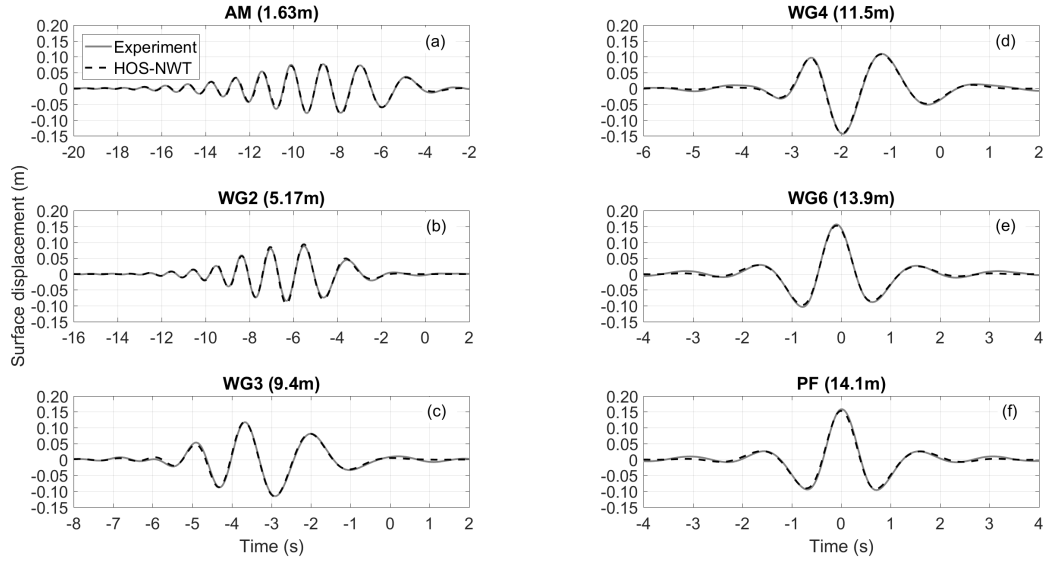 AM (1.63m)
0.20
0.15
0.10
0.05
0
-0.05
-0.10
-0.15
Experiment
HOS-NWT
(a)
-20 -18 -16 -14 -12 -10 -8 -6 -4 -2
WG2 (5.17m)
0.20
0.15
0.10
0.05
0
-0.05
-0.10
-0.15
(b)
-16 -14 -12 -10 -8 -6 -4 -2 0 2
Surface displacement (m)
WG3 (9.4m)
0.20
0.15
0.10
0.05
0
-0.05
-0.10
-0.15
(c)
-8 -7 -6 -5 -4 -3 -2 -1 0 1 2
Time (s)
WG4 (11.5m)
0.20
0.15
0.10
0.05
0
-0.05
-0.10
-0.15
(d)
-6 -5 -4 -3 -2 -1 0 1 2
WG6 (13.9m)
0.20
0.15
0.10
0.05
0
-0.05
-0.10
-0.15
(e)
-4 -3 -2 -1 0 1 2 3 4
PF (14.1m)
0.20
0.15
0.10
0.05
0
-0.05
-0.10
-0.15
(f)
-4 -3 -2 -1 0 1 2 3 4
Time (s)